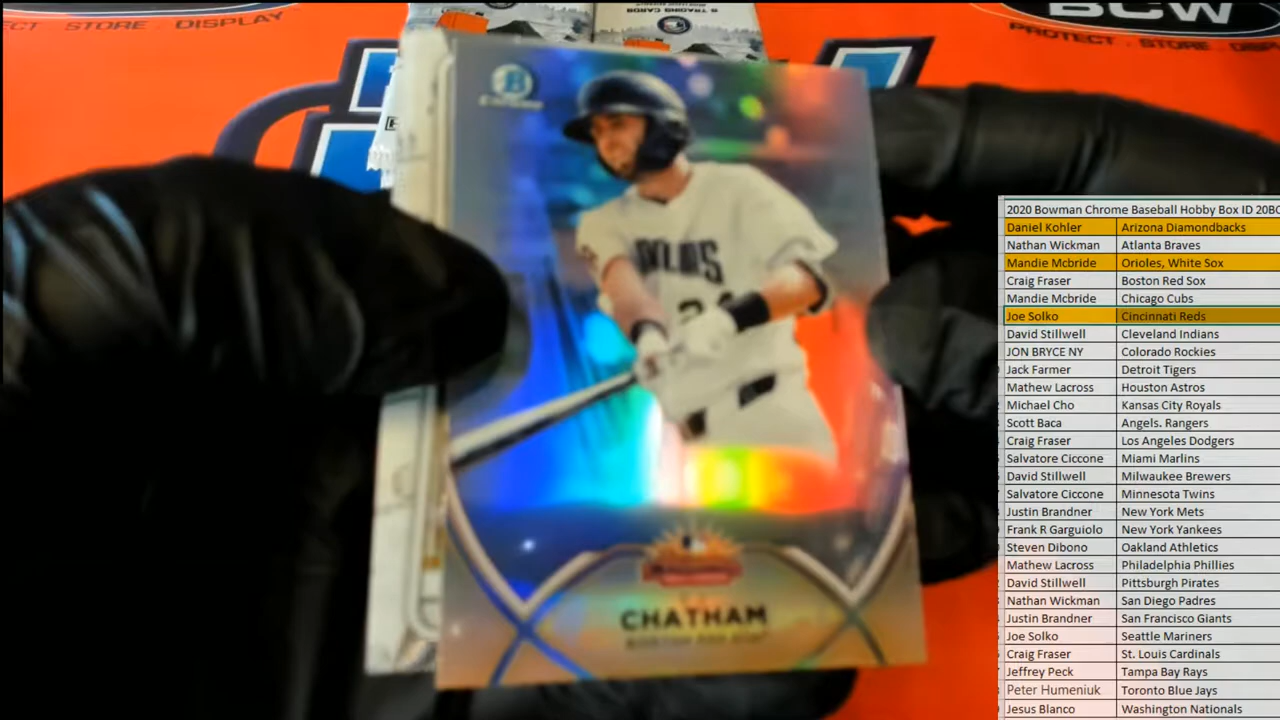 ECT STORE DISPLAY
BCW
PROTECT . STORE . DISPL
5 TRADING CARDS
B
CHATHAM
2020 Bowman Chrome Baseball Hobby Box ID 20BC
Daniel Kohler Arizona Diamondbacks
Nathan Wickman Atlanta Braves
Mandie Mcbride Orioles, White Sox
Craig Fraser Boston Red Sox
Mandie Mcbride Chicago Cubs
Joe Solko Cincinnati Reds
David Stillwell Cleveland Indians
JON BRYCE NY Colorado Rockies
Jack Farmer Detroit Tigers
Mathew Lacross Houston Astros
Michael Cho Kansas City Royals
Scott Baca Angels. Rangers
Craig Fraser Los Angeles Dodgers
Salvatore Ciccone Miami Marlins
David Stillwell Milwaukee Brewers
Salvatore Ciccone Minnesota Twins
Justin Brandner New York Mets
Frank R Garguiolo New York Yankees
Steven Dibono Oakland Athletics
Mathew Lacross Philadelphia Phillies
David Stillwell Pittsburgh Pirates
Nathan Wickman San Diego Padres
Justin Brandner San Francisco Giants
Joe Solko Seattle Mariners
Craig Fraser St. Louis Cardinals
Jeffrey Peck Tampa Bay Rays
Peter Humeniuk Toronto Blue Jays
Jesus Blanco Washington Nationals